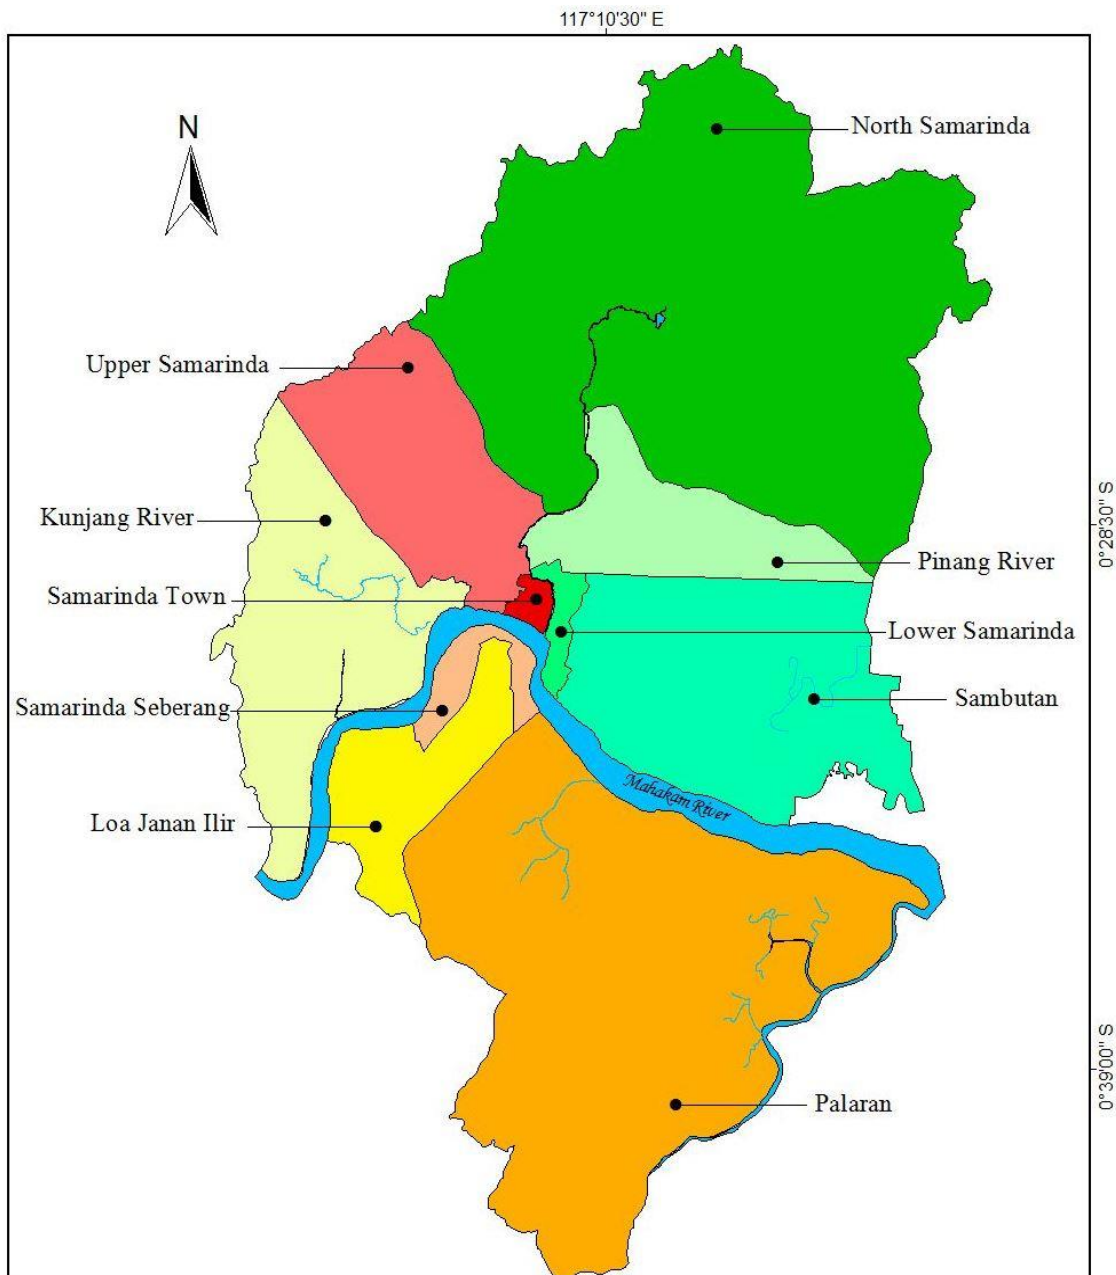 117°10'30" E
N
North Samarinda
Upper Samarinda
Kunjang River
0°28'30" S
Pinang River
Samarinda Town
Lower Samarinda
Samarinda Seberang
Sambutan
Mahakam River
Loa Janan Ilir
0°39'00" S
Palaran